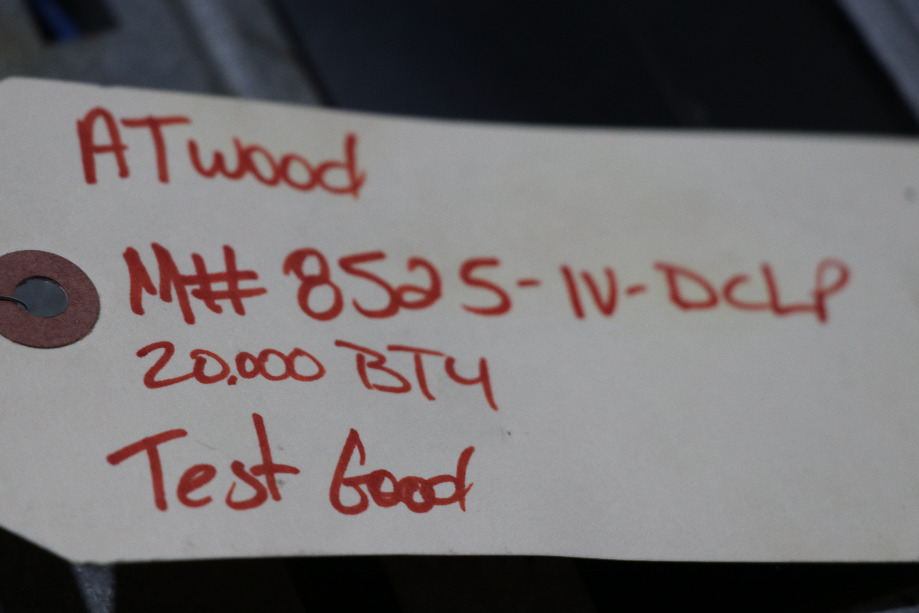 ATwood
M# 8525-IV-DCLP
20.000 BTU
Test Good